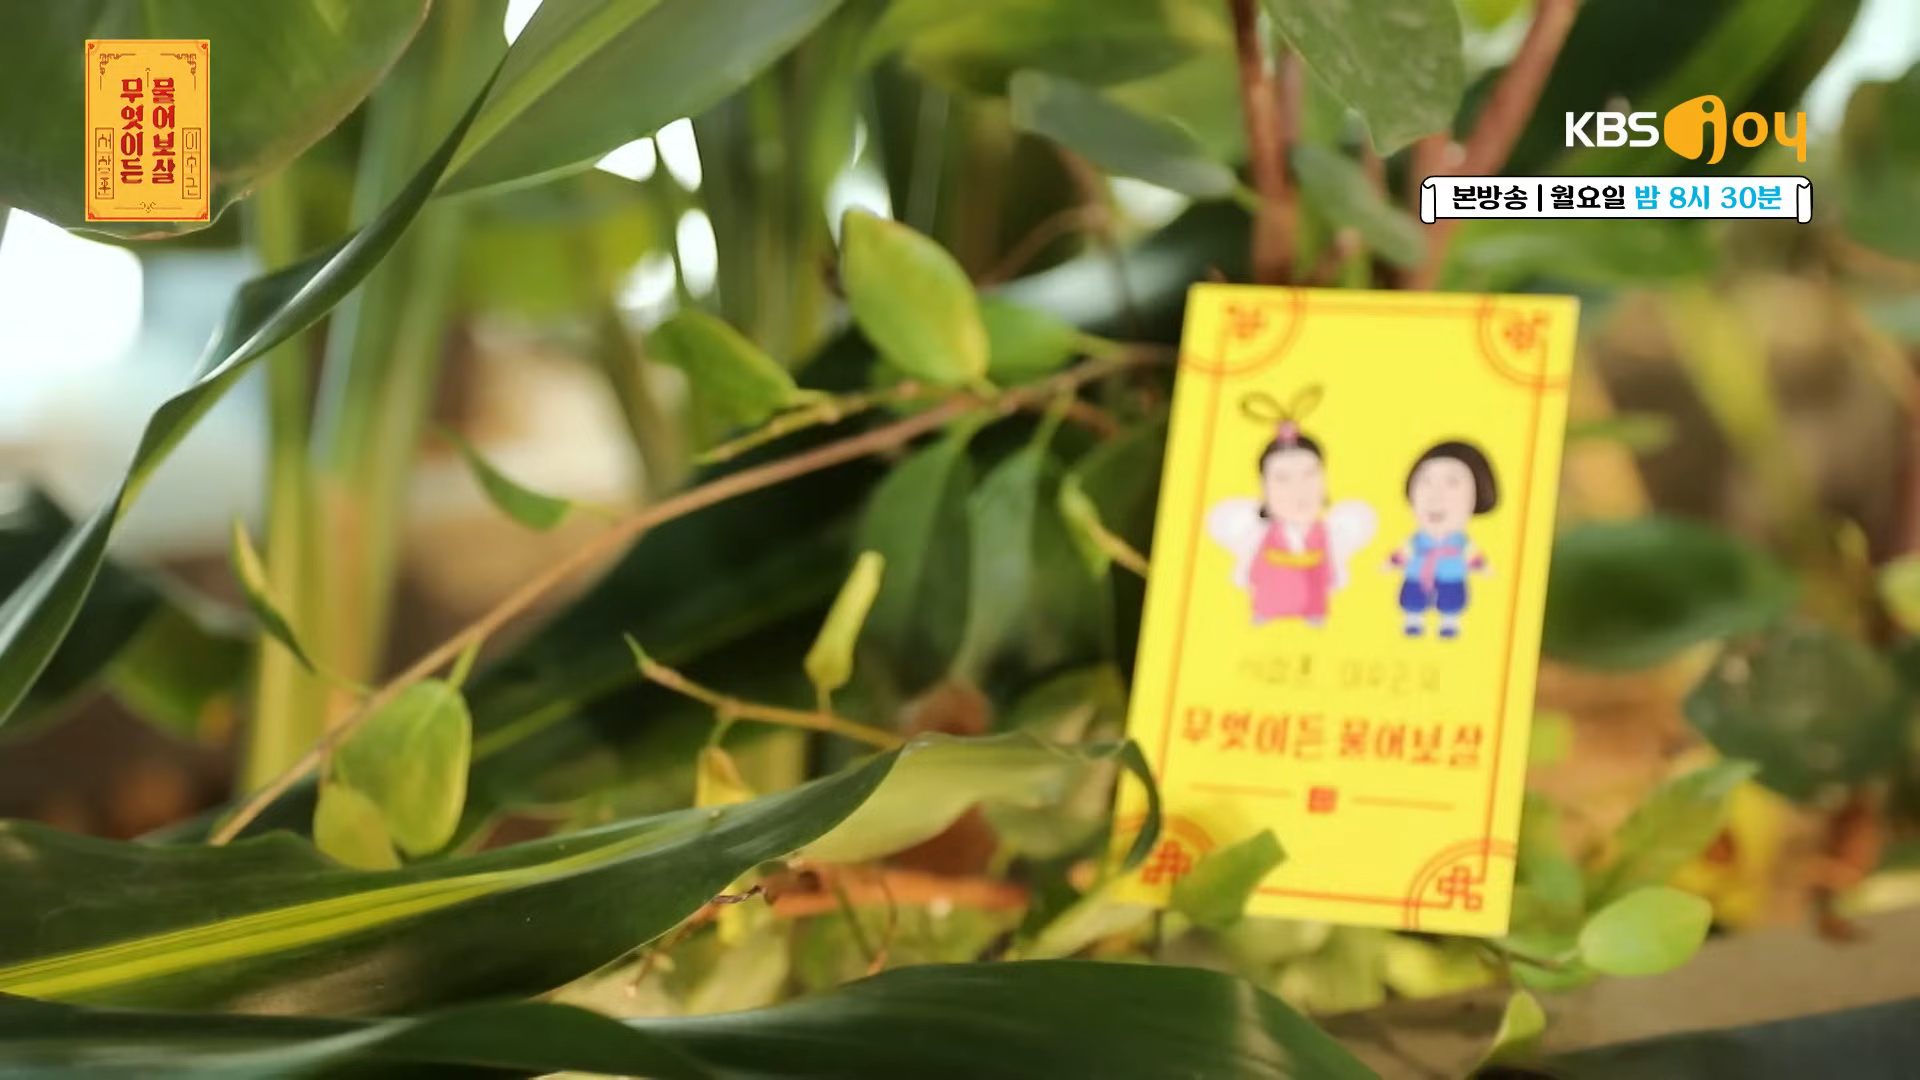 무엇이든
물어보살
서장훈
이수근
KBS joy
본방송 | 월요일 밤 8시 30분
무엇이든 물어보살